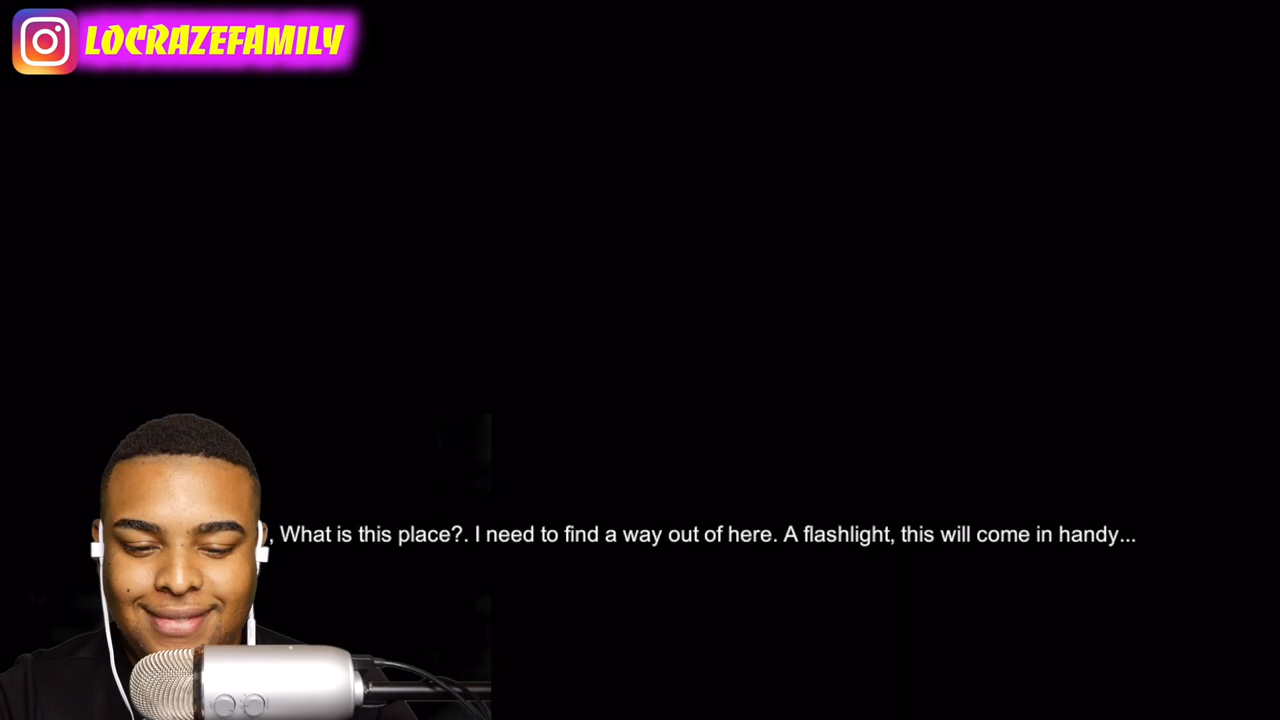 LOCRAZEFAMILY
, What is this place?. I need to find a way out of here. A flashlight, this will come in handy...